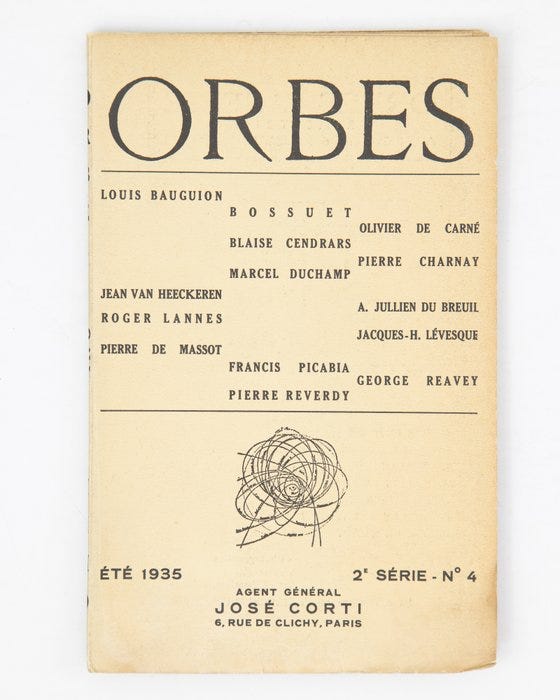 ORBES
LOUIS BAUGUION
BOSSUET
OLIVIER DE CARNÉ
BLAISE CENDRARS
PIERRE CHARNAY
MARCEL DUCHAMP
JEAN VAN HEECKEREN
A. JULLIEN DU BREUIL
ROGER LANNES
JACQUES-H. LÉVESQUE
PIERRE DE MASSOT
FRANCIS PICABIA
GEORGE REAVEY
PIERRE REVERDY
ÉTÉ 1935
2E SÉRIE - No 4
AGENT GÉNÉRAL
JOSÉ CORTI
6, RUE DE CLICHY, PARIS